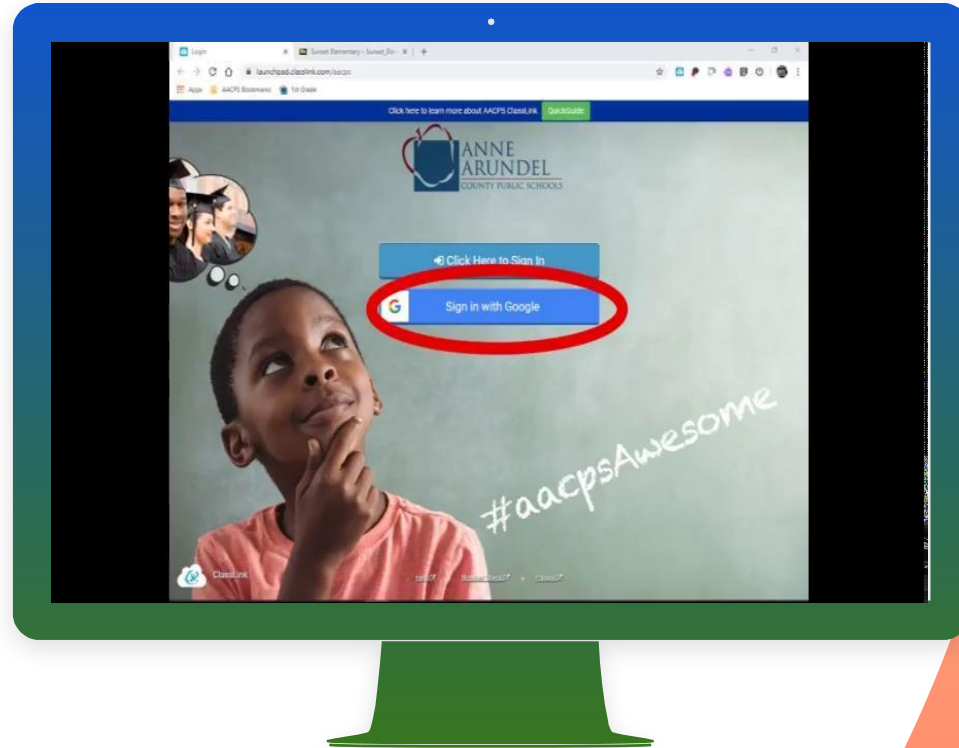 Login
launchpad.classlink.com/aacps
Apps
AACPS Bookmarks
1st Grade
Click here to learn more about AACPS ClassLink
QuickGuide
ANNE
ARUNDEL
COUNTY PUBLIC SCHOOLS
Click Here to Sign In
G
Sign in with Google
#aacpsAwesome
ClassLink